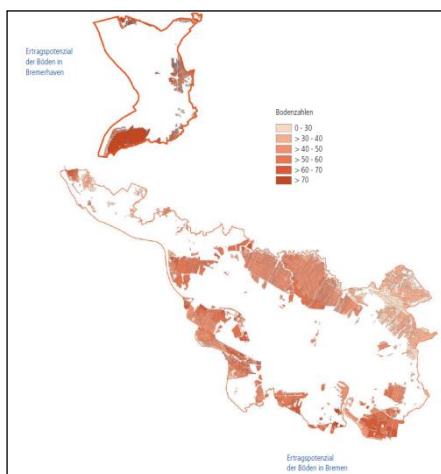 Ertragspotenzial
der Böden in
Bremerhaven
Bodenzahlen
0 - 30
> 30 - 40
> 40 - 50
> 50 - 60
> 60 - 70
> 70
Ertragspotenzial
der Böden in Bremen